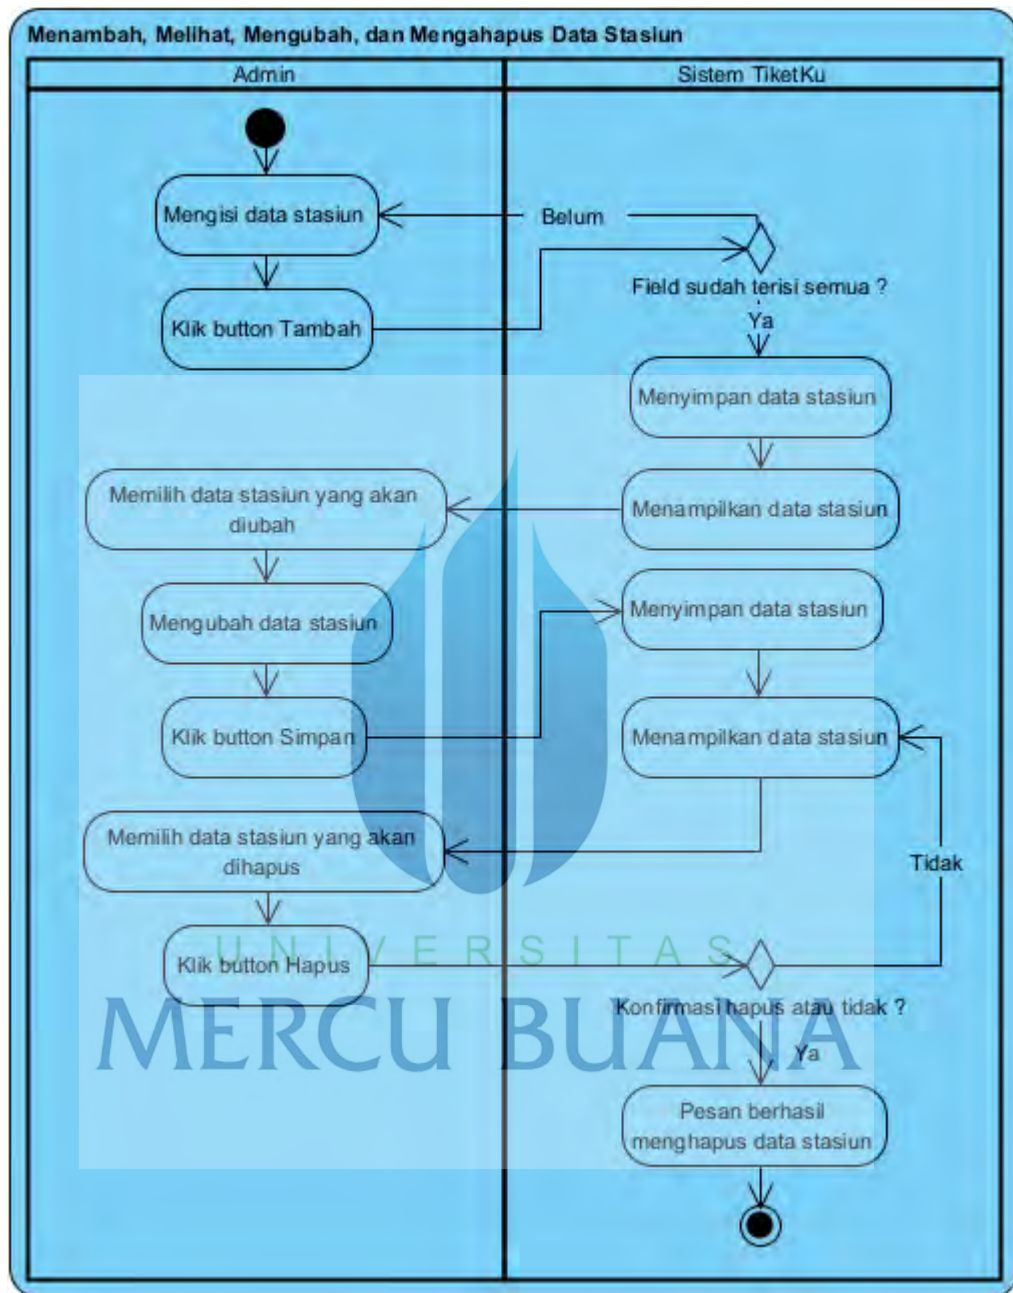 Menambah, Melihat, Mengubah, dan Mengahapus Data Stasiun
Admin
Sistem TiketKu
Mengisi data stasiun
Belum
Field sudah terisi semua ?
Klik button Tambah
Ya
Menyimpan data stasiun
Memilih data stasiun yang akan
diubah
Menampilkan data stasiun
Mengubah data stasiun
Menyimpan data stasiun
Klik button Simpan
Menampilkan data stasiun
Memilih data stasiun yang akan
dihapus
Tidak
Klik button Hapus
Konfirmasi hapus atau tidak ?
Ya
Pesan berhasil
menghapus data stasiun
UNIVERSITAS
MERCU BUANA